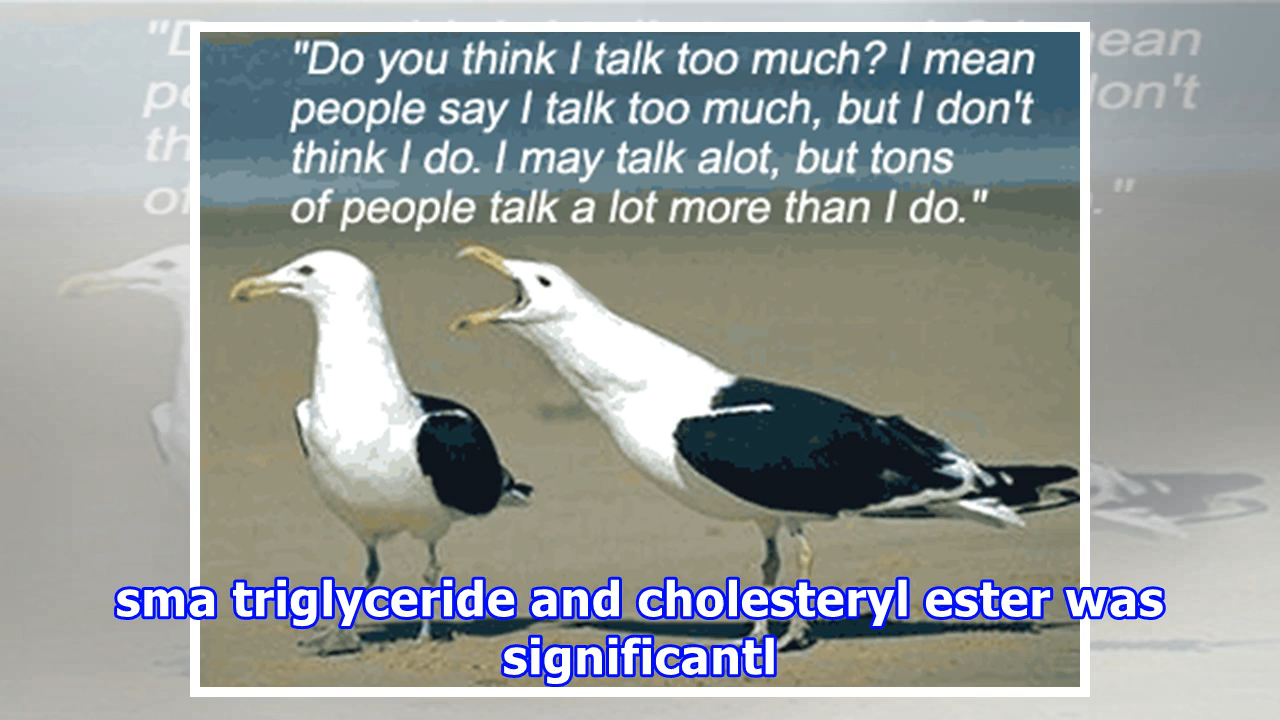 "Do you think I talk too much? I mean
people say I talk too much, but I don't
think I do. I may talk alot, but tons
of people talk a lot more than I do."
sma triglyceride and cholesteryl ester was
significantl